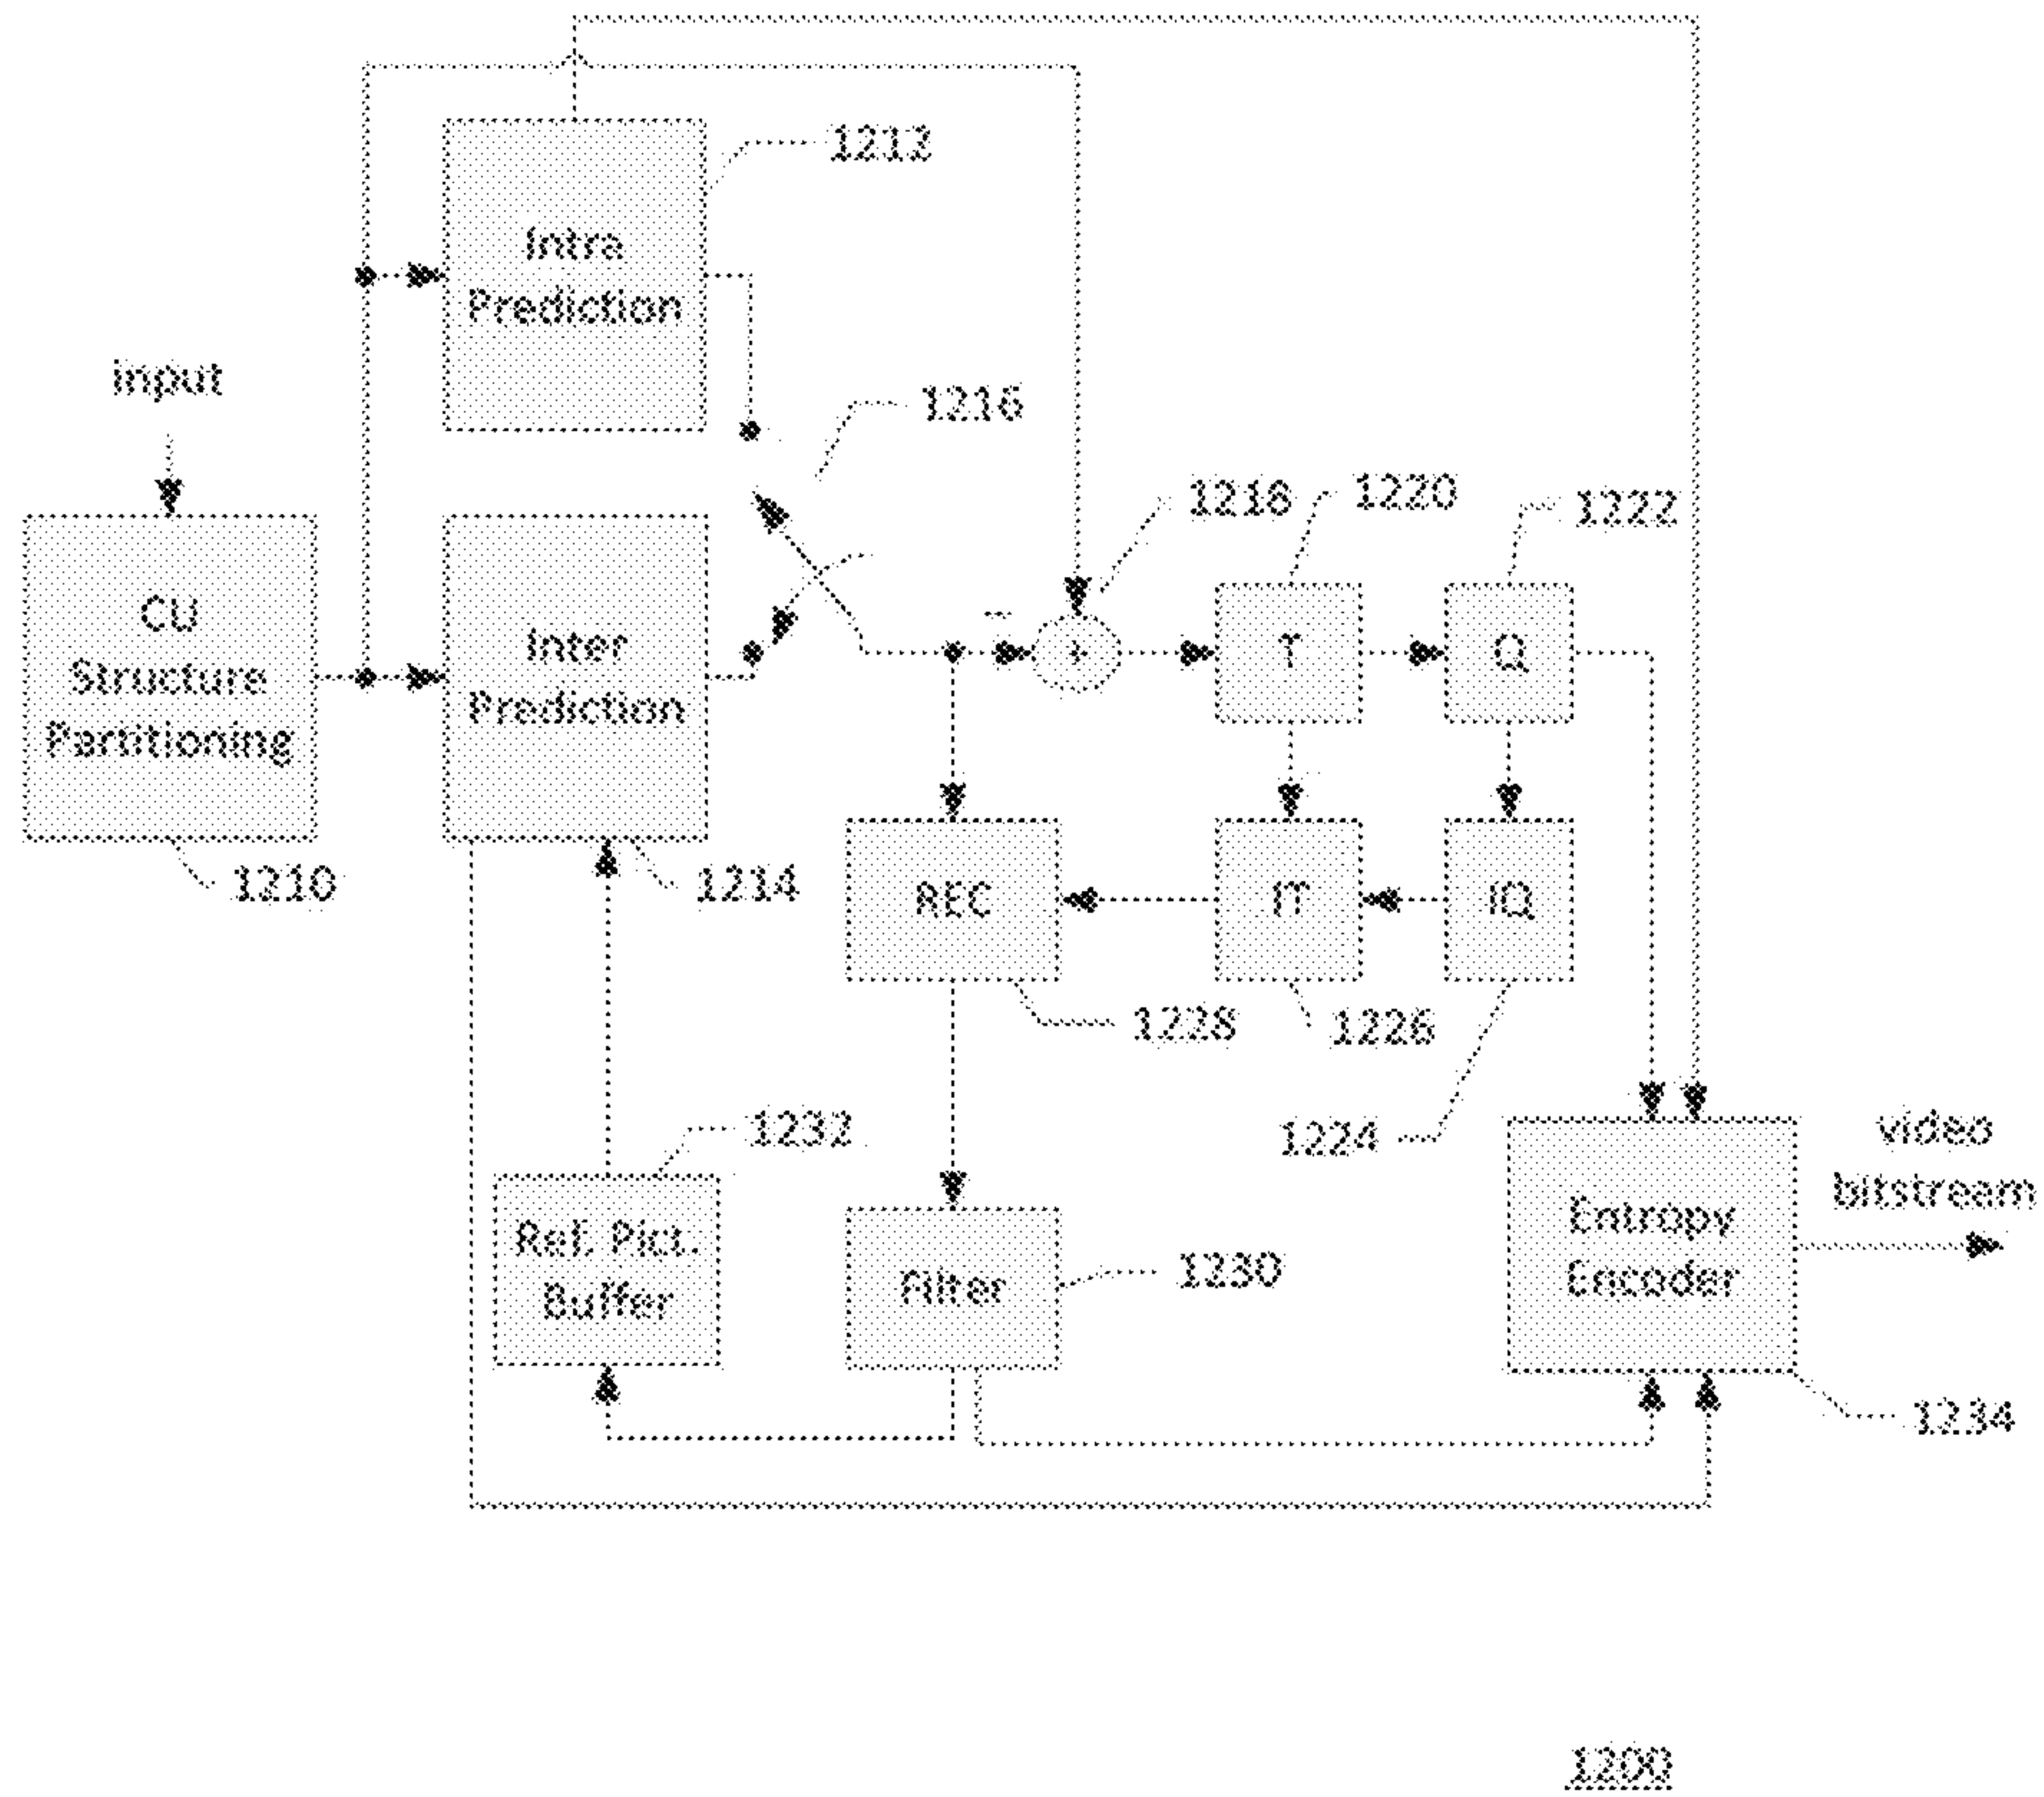 1212
Intra
Prediction
input
1216
1218
1220
1222
CU
Structure
Partitioning
Inter
Prediction
−
+
T
Q
1210
1214
REC
IT
IQ
1228
1226
1232
1224
video
bitstream
Ref. Pict.
Buffer
Filter
1230
Entropy
Encoder
1234
1200